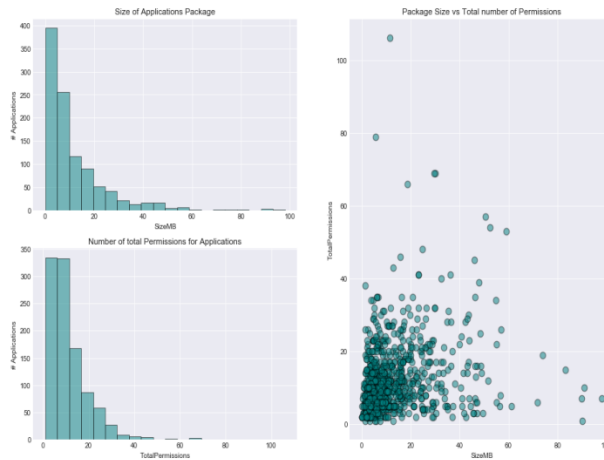 Size of Applications Package
400
350
300
250
200
150
100
50
0
# Applications
0 20 40 60 80 100
SizeMB
Number of total Permissions for Applications
350
300
250
200
150
100
50
0
# Applications
0 20 40 60 80 100
TotalPermissions
Package Size vs Total number of Permissions
100
80
60
40
20
0
TotalPermissions
0 20 40 60 80 100
SizeMB